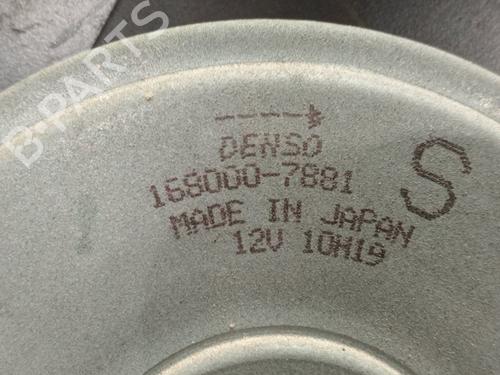 DENSO
168000-7881
MADE IN JAPAN
12V 10H19
S
B-PARTS